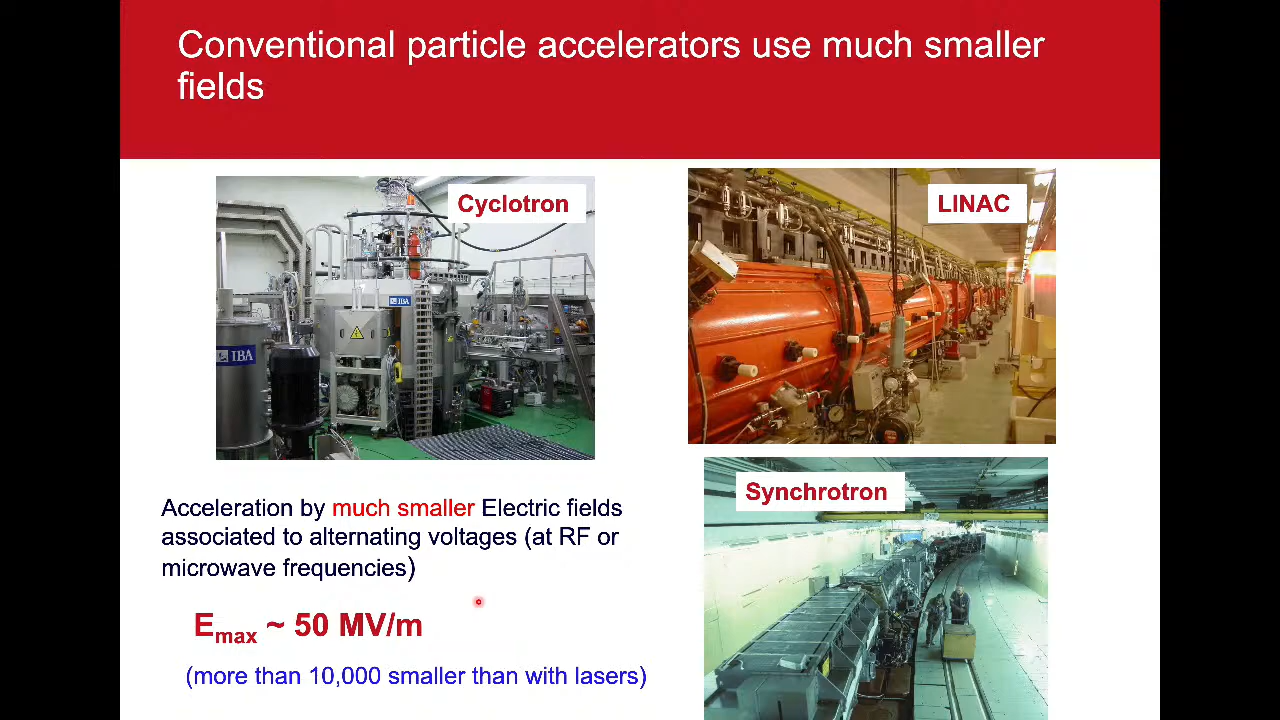 Conventional particle accelerators use much smaller
fields
Cyclotron
LINAC
IBA
IBA
Synchrotron
Acceleration by much smaller Electric fields
associated to alternating voltages (at RF or
microwave frequencies)
Emax ~ 50 MV/m
(more than 10,000 smaller than with lasers)